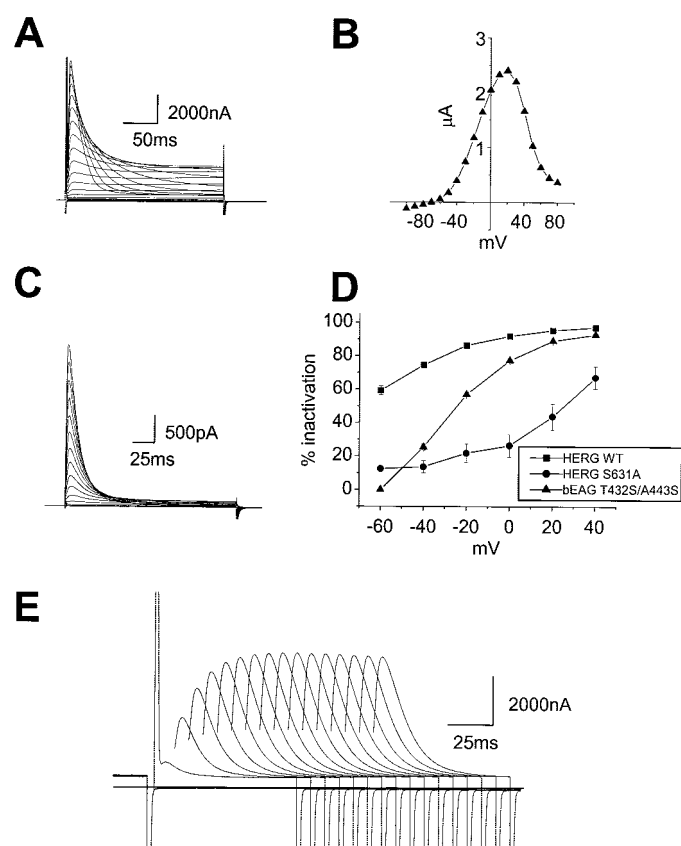 A
2000nA
50ms
B
3
2
1
µA
-80 -40 40 80
mV
C
500pA
25ms
D
100
80
60
40
20
0
% inactivation
HERG WT
HERG S631A
bEAG T432S/A443S
-60 -40 -20 0 20 40
mV
E
2000nA
25ms